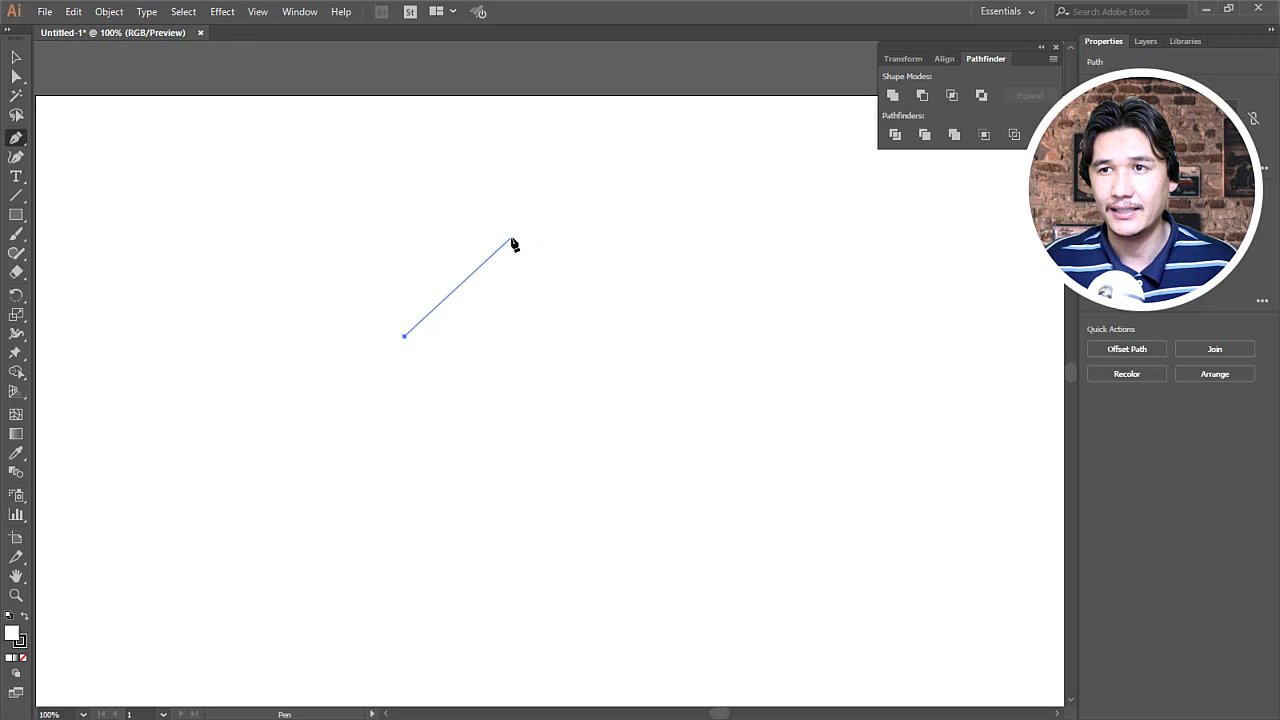 Ai File Edit Object Type Select Effect View Window Help Br St Essentials Search Adobe Stock
Untitled-1* @ 100% (RGB/Preview)
Properties Layers Libraries
Transform Align Pathfinder
Path
Shape Modes:
Expand
Pathfinders:
T
Quick Actions
Offset Path Join
Recolor Arrange
100% 1 Pen